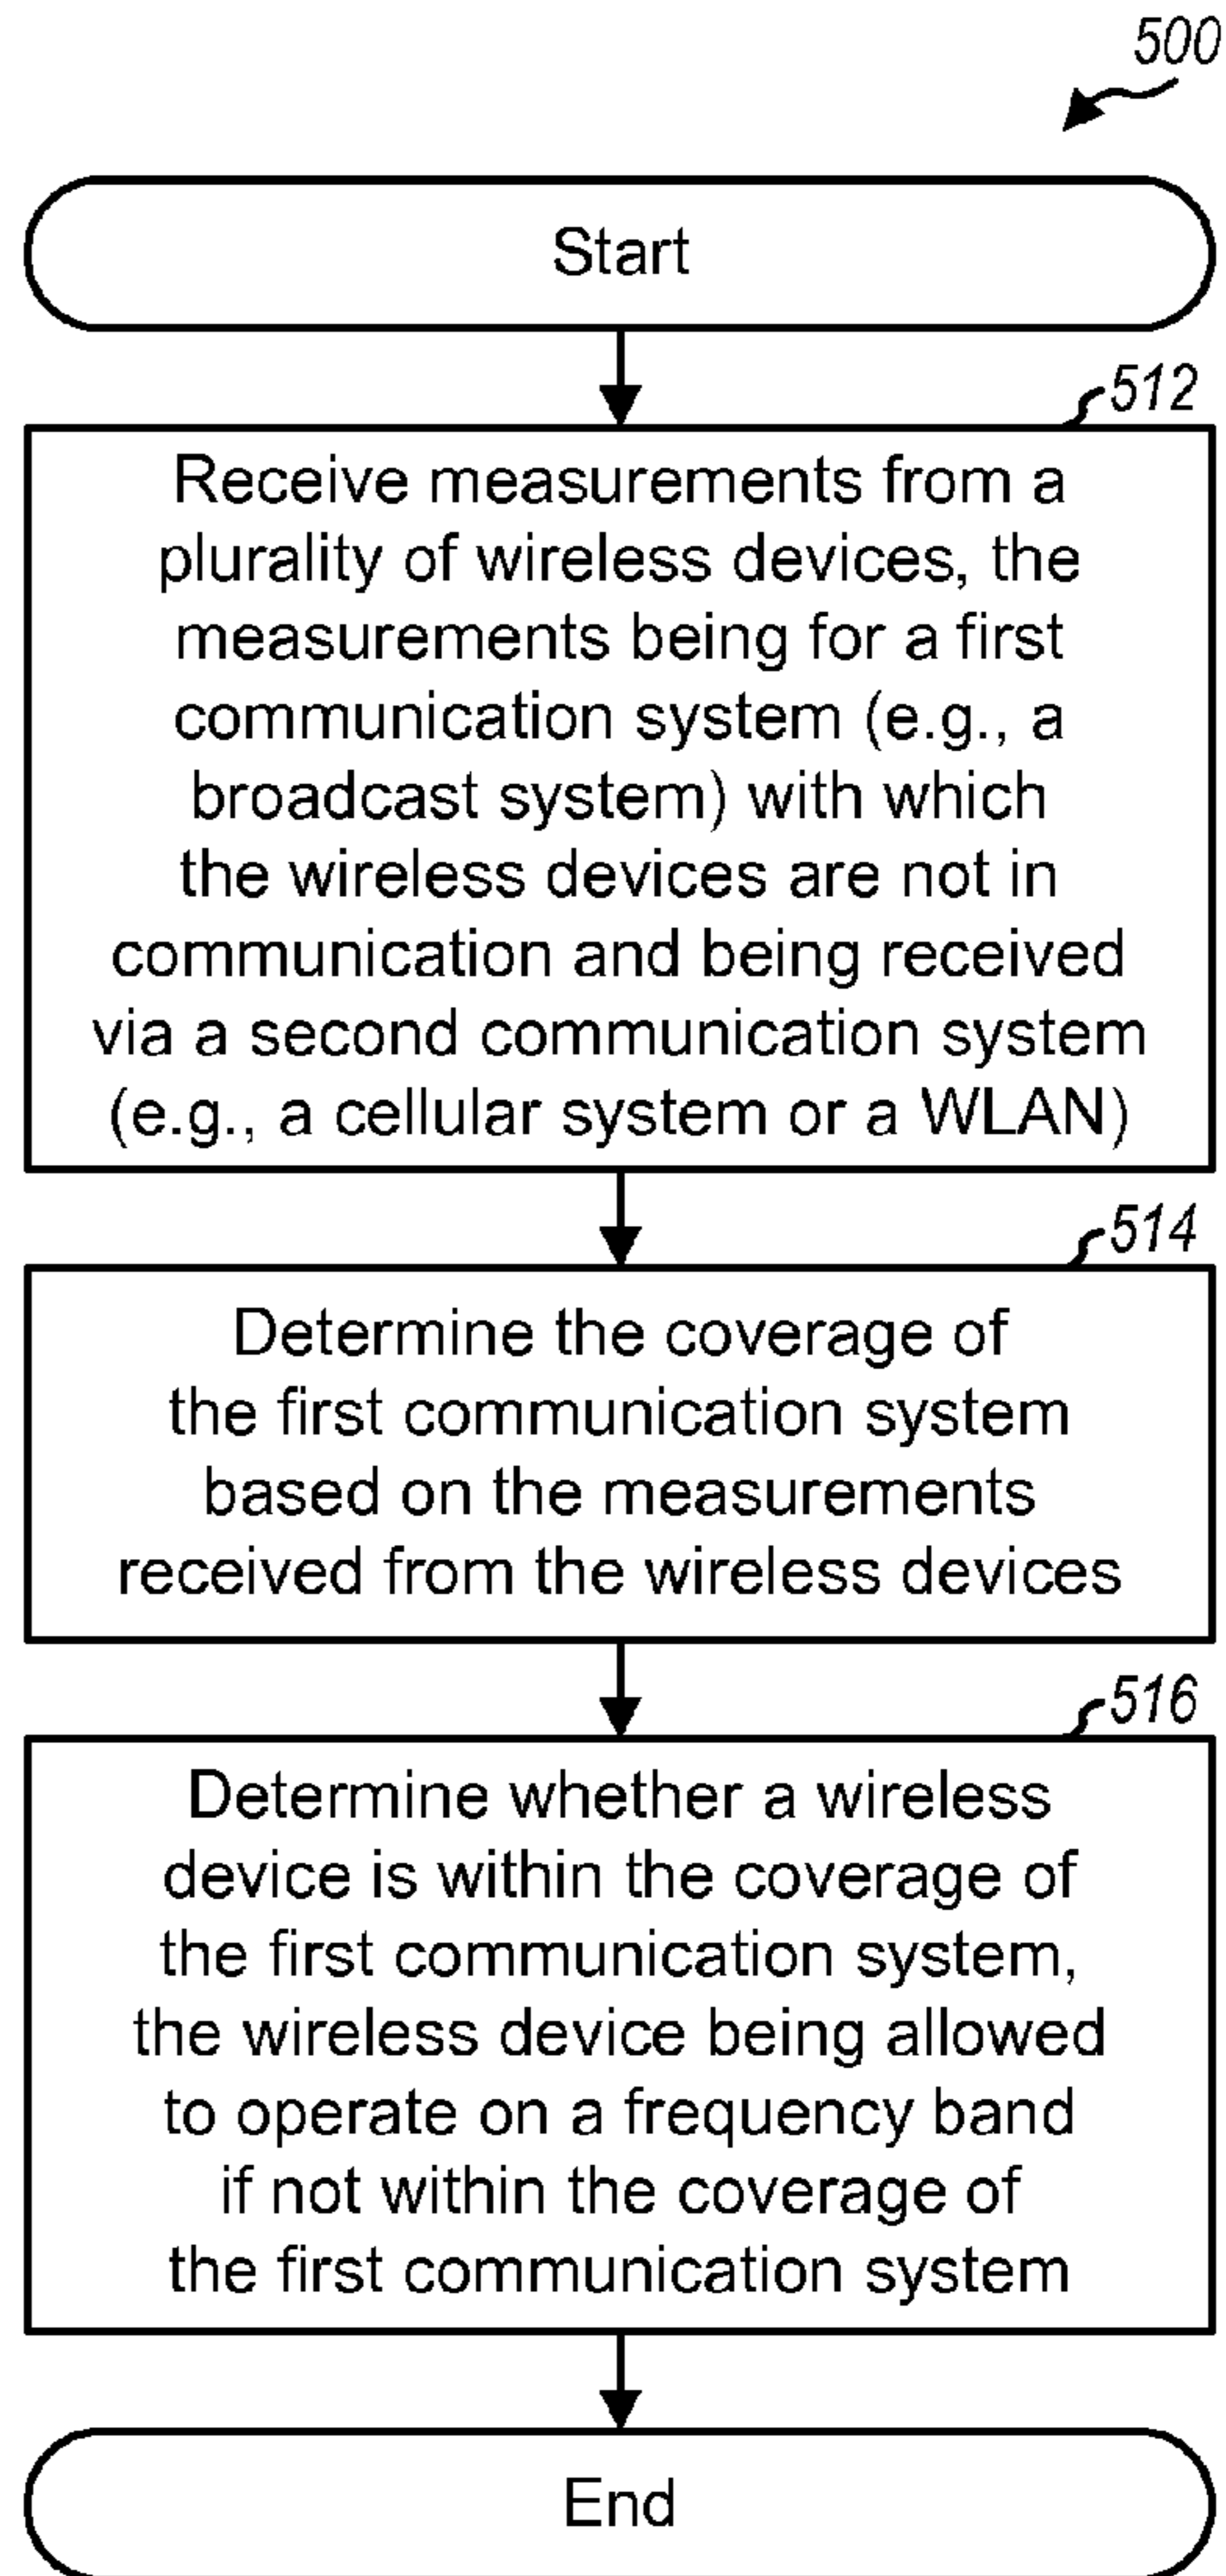 500
Start
512
Receive measurements from a
plurality of wireless devices, the
measurements being for a first
communication system (e.g., a
broadcast system) with which
the wireless devices are not in
communication and being received
via a second communication system
(e.g., a cellular system or a WLAN)
514
Determine the coverage of
the first communication system
based on the measurements
received from the wireless devices
516
Determine whether a wireless
device is within the coverage of
the first communication system,
the wireless device being allowed
to operate on a frequency band
if not within the coverage of
the first communication system
End